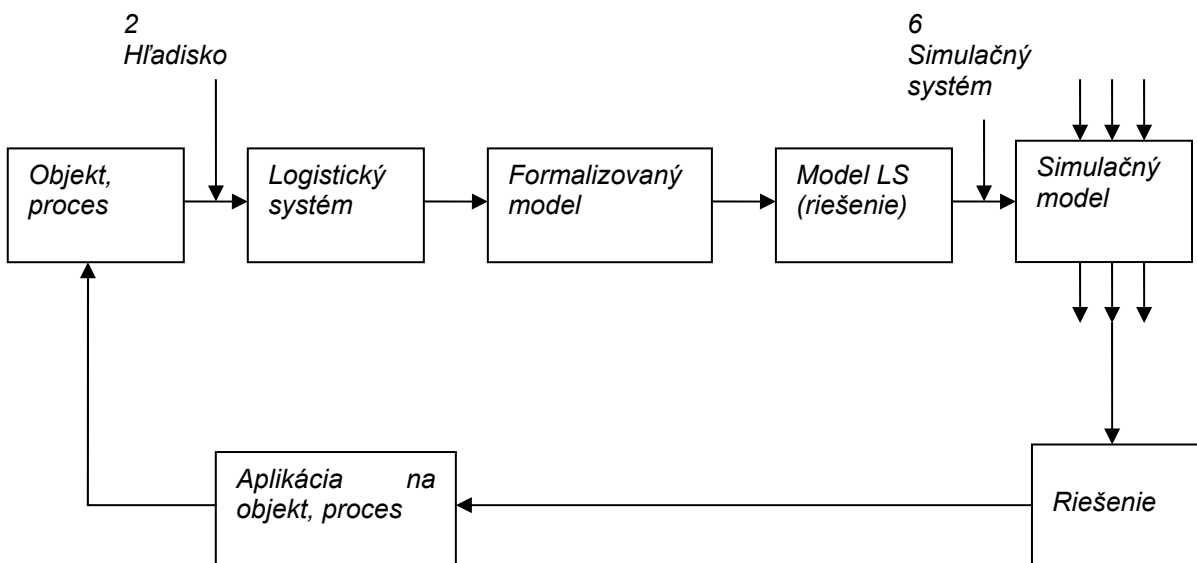 2
Hľadisko
6
Simulačný
systém
Objekt,
proces
Logistický
systém
Formalizovaný
model
Model LS
(riešenie)
Simulačný
model
Aplikácia na
objekt, proces
Riešenie